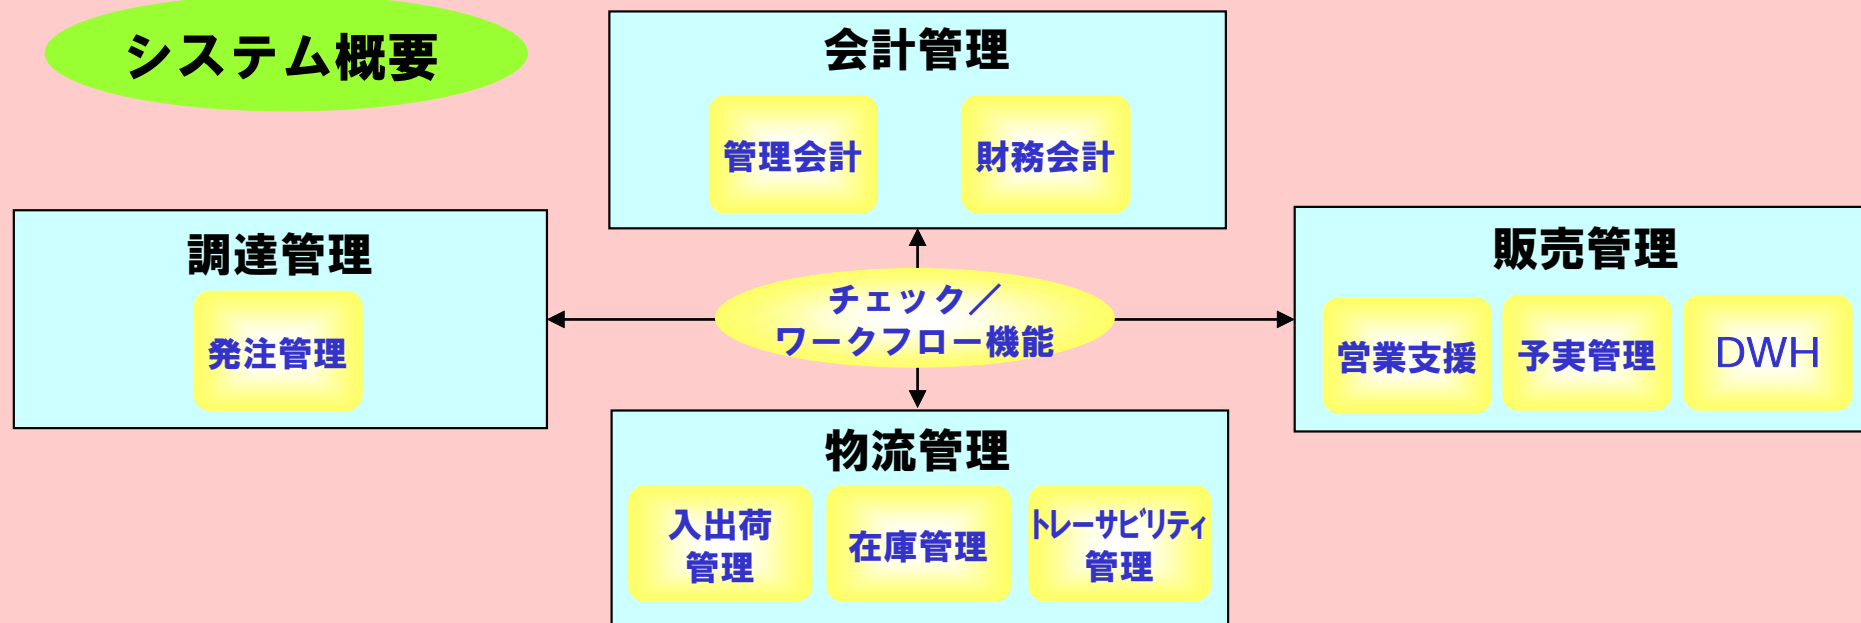 システム概要
会計管理
管理会計
財務会計
調達管理
発注管理
チェック／
ワークフロー機能
販売管理
営業支援
予実管理
DWH
物流管理
入出荷
管理
在庫管理
トレーサビリティ
管理